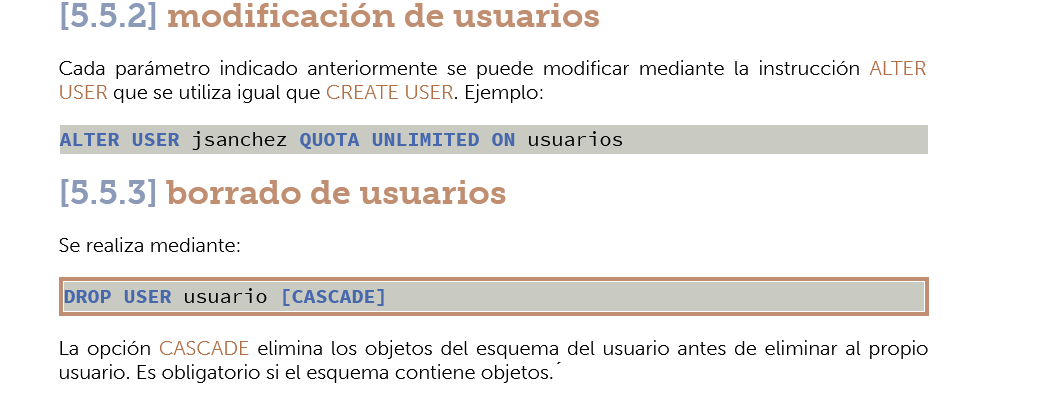 [5.5.2] modificación de usuarios
Cada parámetro indicado anteriormente se puede modificar mediante la instrucción ALTER
USER que se utiliza igual que CREATE USER. Ejemplo:
ALTER USER jsanchez QUOTA UNLIMITED ON usuarios
[5.5.3] borrado de usuarios
Se realiza mediante:
DROP USER usuario [CASCADE]
La opción CASCADE elimina los objetos del esquema del usuario antes de eliminar al propio
usuario. Es obligatorio si el esquema contiene objetos.´